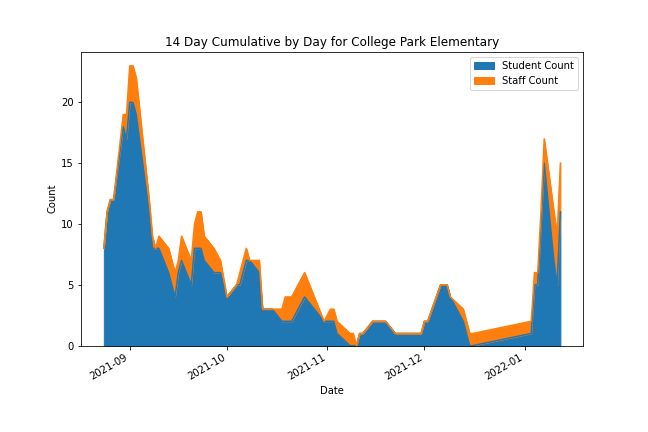 14 Day Cumulative by Day for College Park Elementary
Student Count
Staff Count
Count
20
15
10
5
0
2021-09
2021-10
2021-11
2021-12
2022-01
Date